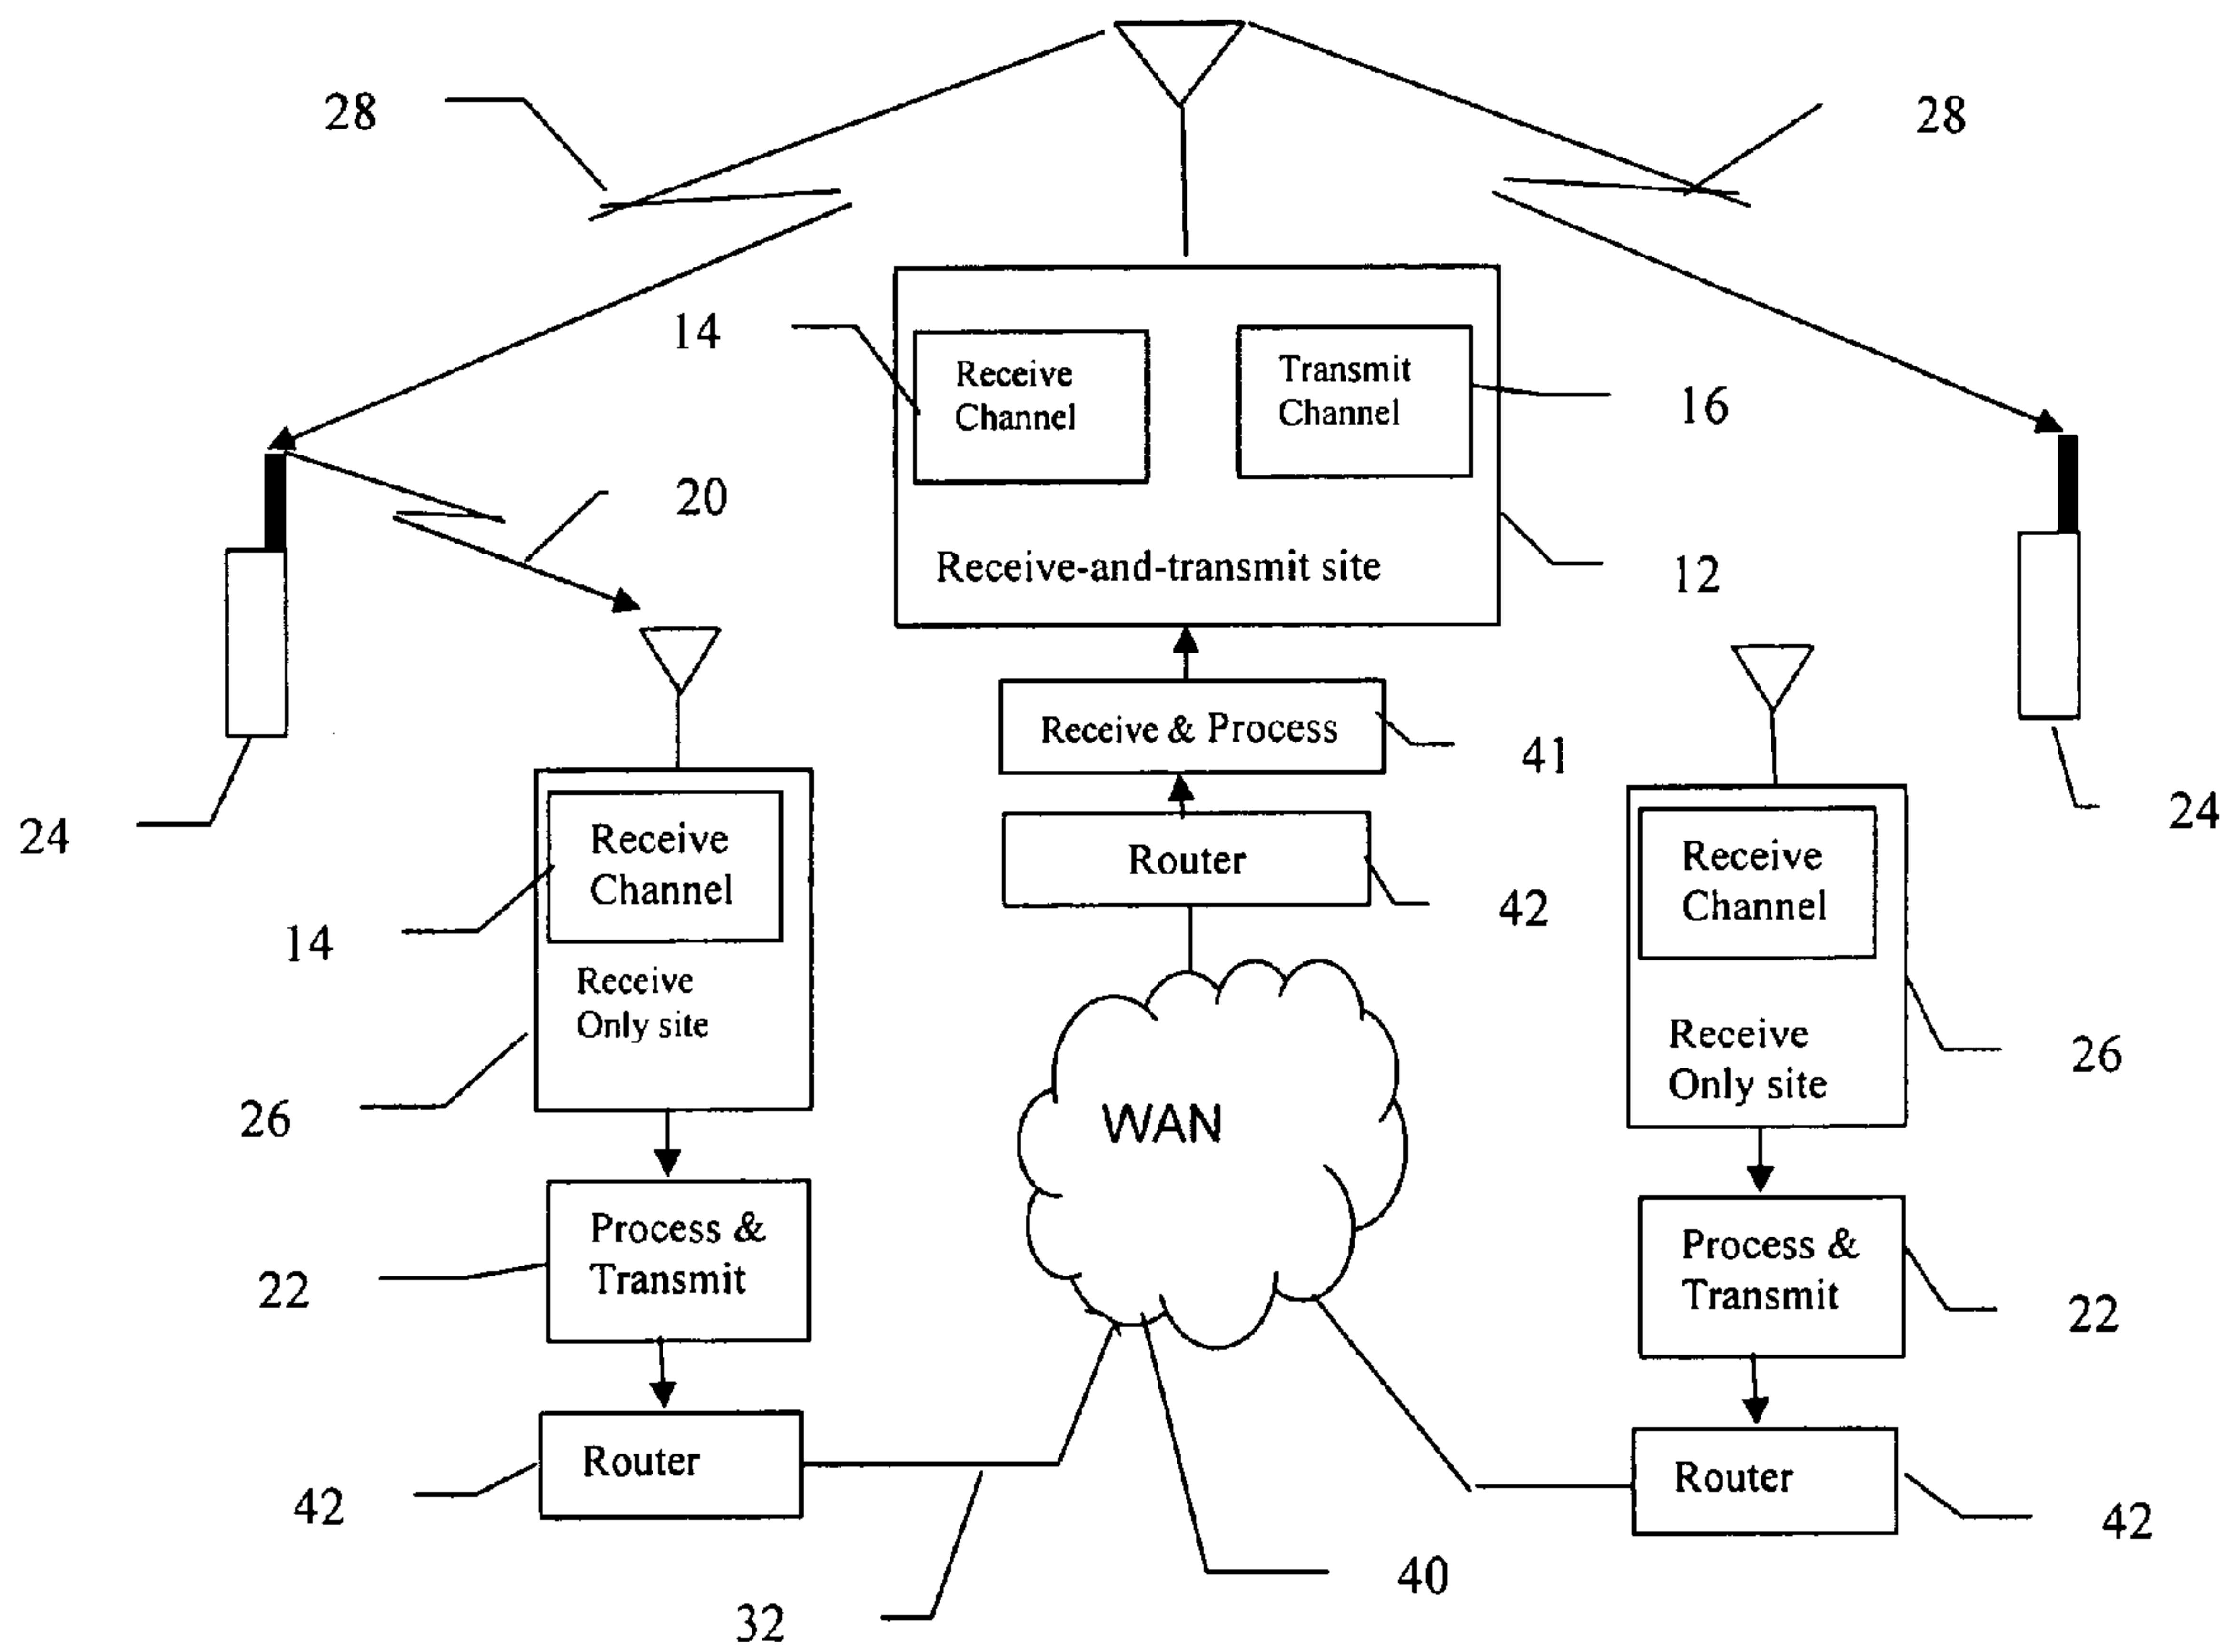 28
28
14
Receive
Channel
Transmit
Channel
16
20
Receive-and-transmit site
12
Receive & Process
41
24
24
Receive
Channel
Router
42
Receive
Channel
14
Receive
Only site
Receive
Only site
26
26
WAN
Process &
Transmit
22
Process &
Transmit
22
Router
42
Router
42
40
32